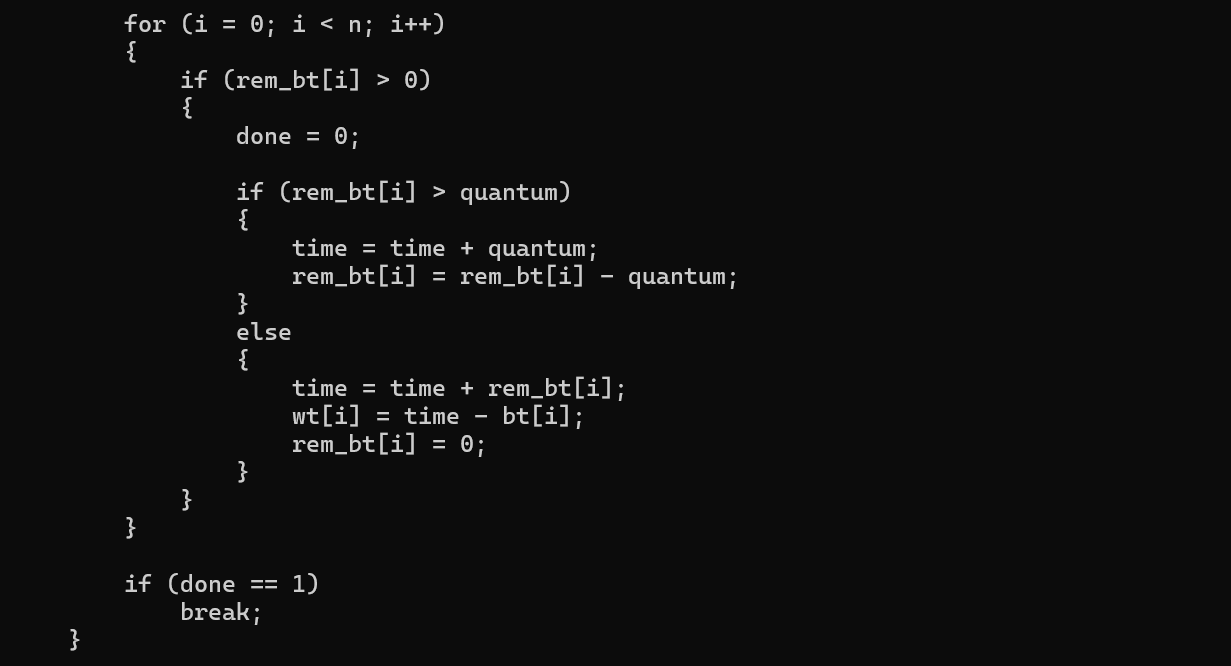 for (i = 0; i < n; i++)
{
if (rem_bt[i] > 0)
{
done = 0;
if (rem_bt[i] > quantum)
{
time = time + quantum;
rem_bt[i] = rem_bt[i] - quantum;
}
else
{
time = time + rem_bt[i];
wt[i] = time - bt[i];
rem_bt[i] = 0;
}
}
}
if (done == 1)
break;
}